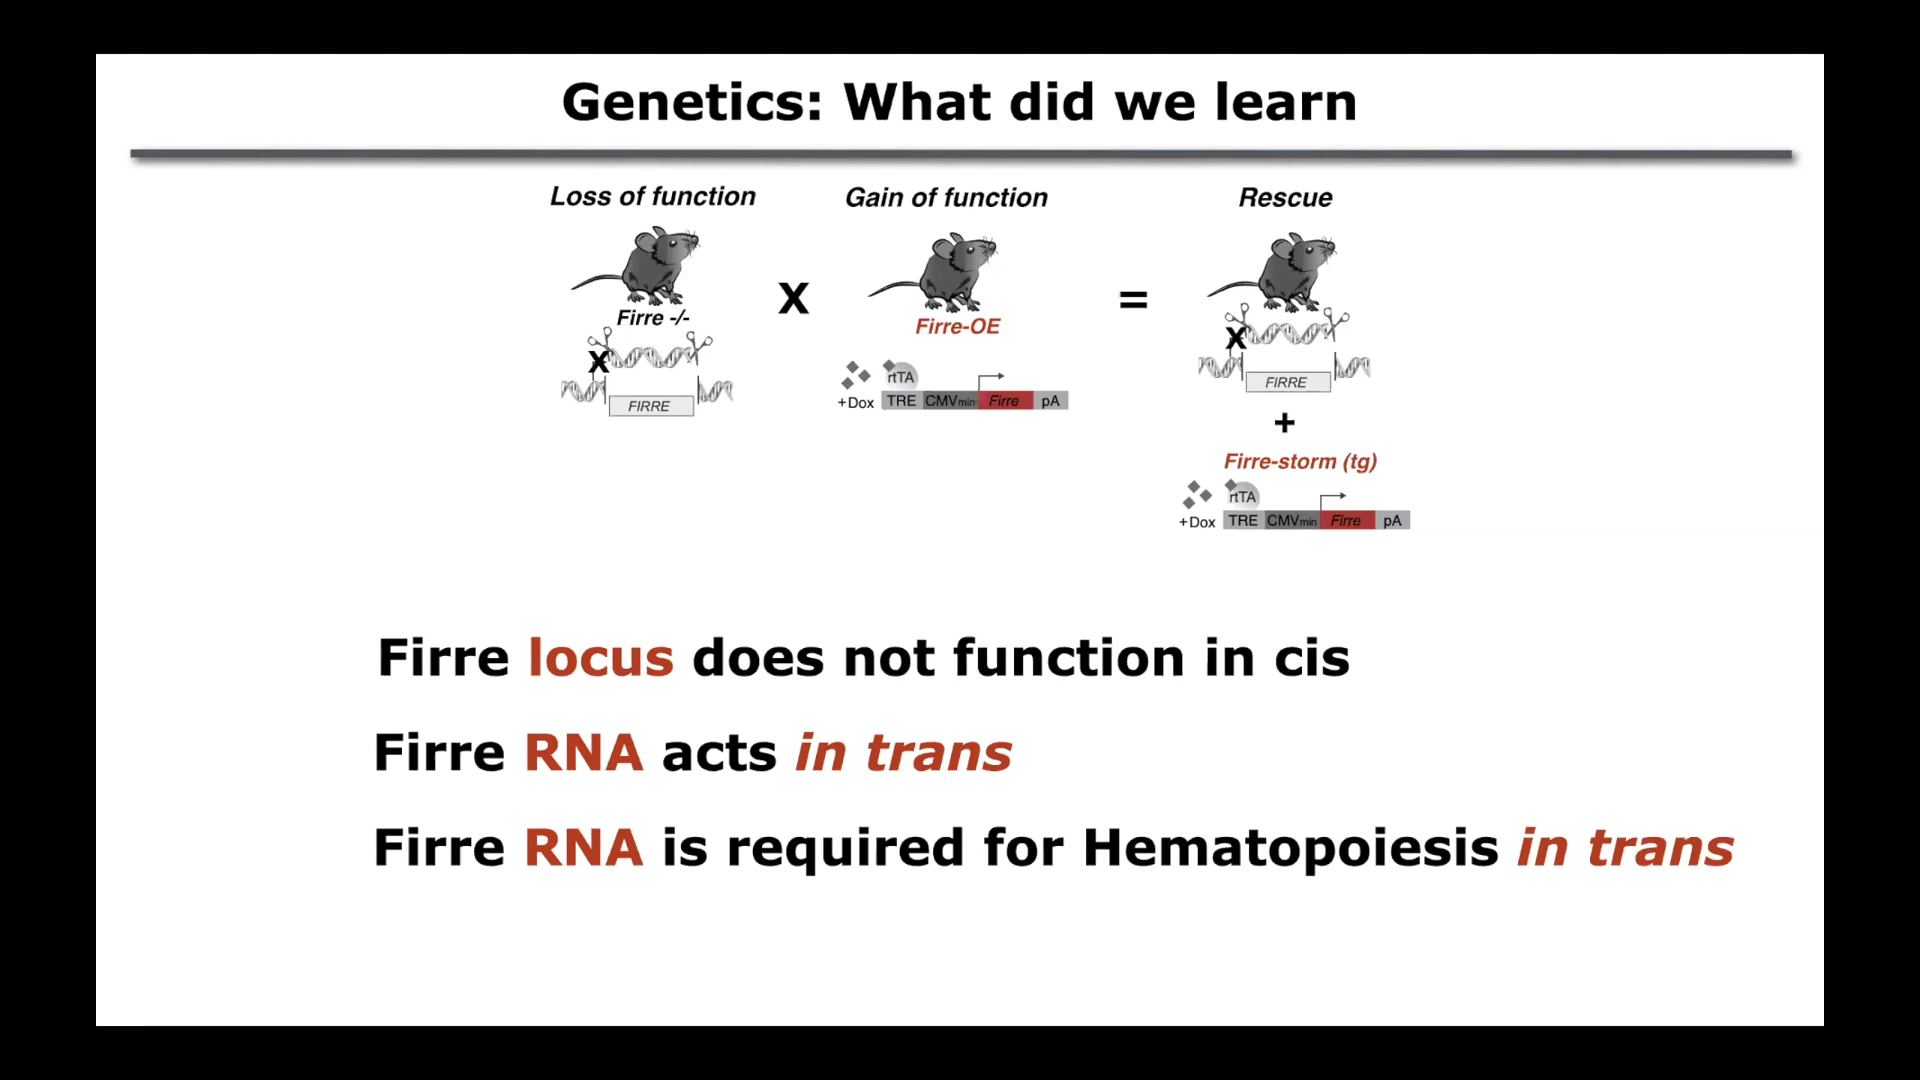 Genetics: What did we learn
Loss of function
Gain of function
Rescue
Firre -/-
X
FIRRE
X
Firre-OE
+Dox
rtTA
TRE CMVmin Firre pA
=
X
FIRRE
+
Firre-storm (tg)
+Dox
rtTA
TRE CMVmin Firre pA
Firre locus does not function in cis
Firre RNA acts in trans
Firre RNA is required for Hematopoiesis in trans